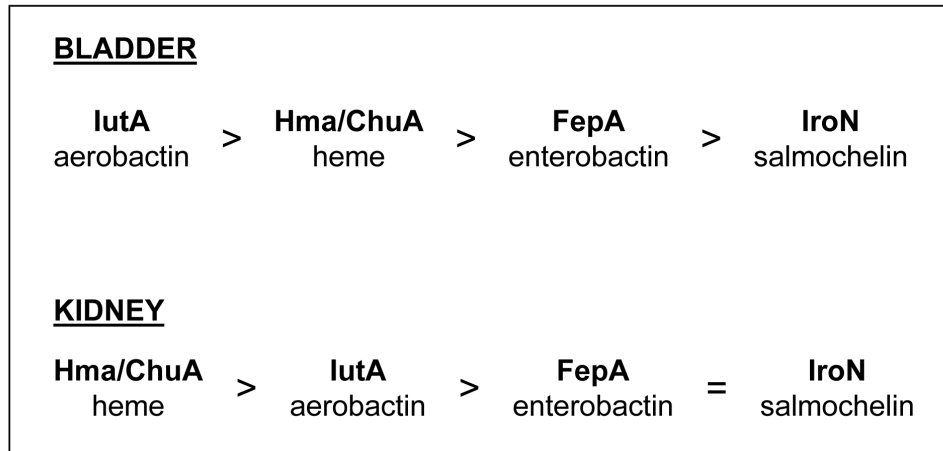 BLADDER
IutA > Hma/ChuA > FepA > IroN
aerobactin heme enterobactin salmochelin
KIDNEY
Hma/ChuA > IutA > FepA = IroN
heme aerobactin enterobactin salmochelin